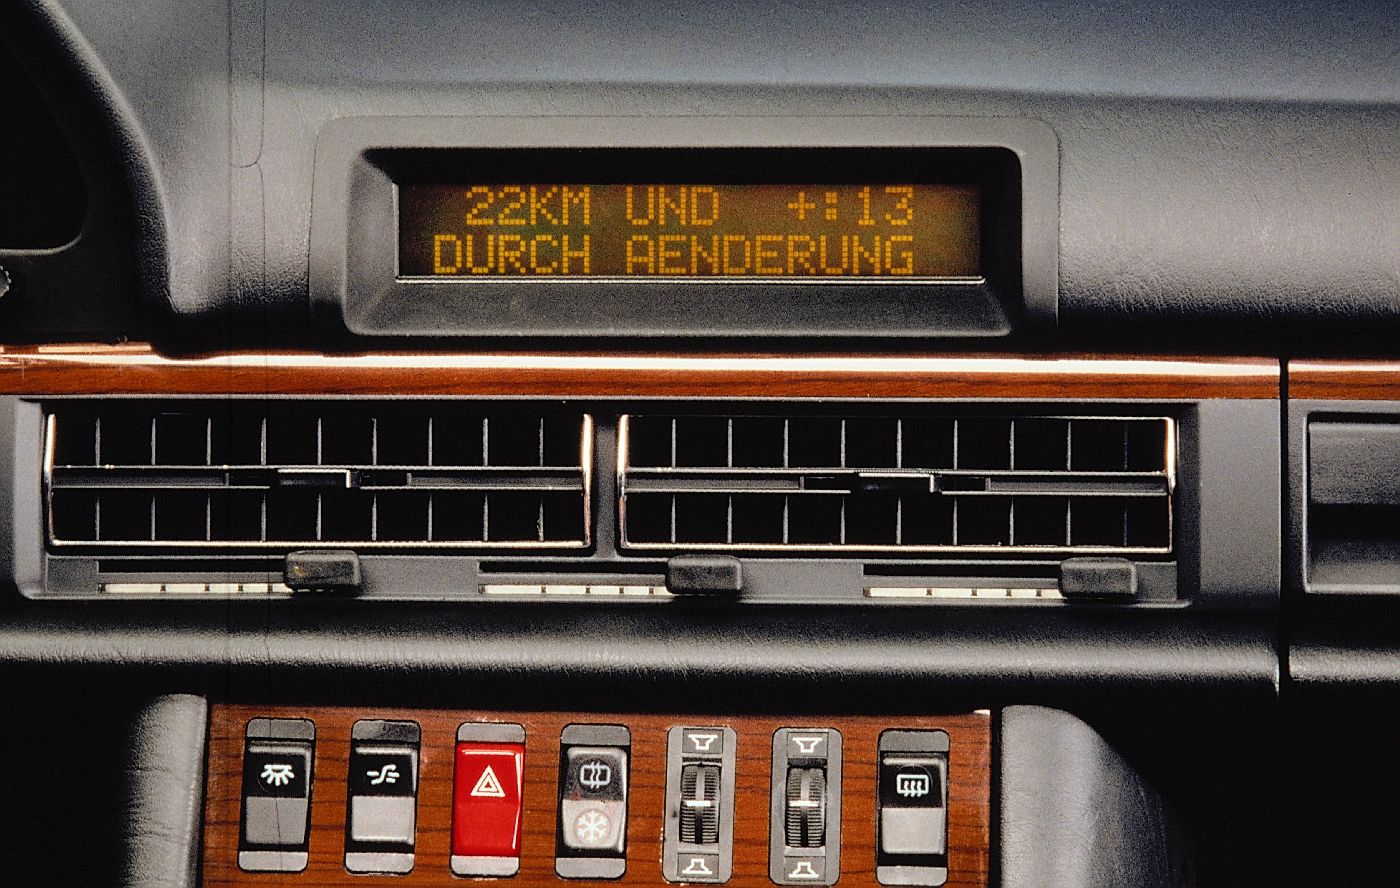 22KM UND +:13
DURCH AENDERUNG